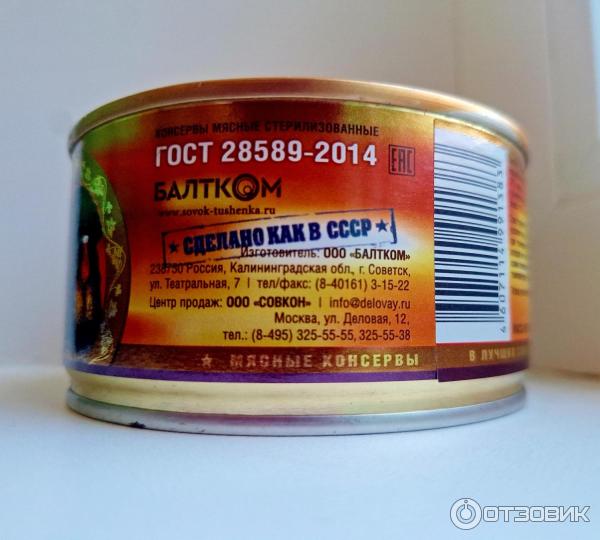 КОНСЕРВЫ МЯСНЫЕ СТЕРИЛИЗОВАННЫЕ
ГОСТ 28589-2014
ЕАС
БАЛТКОМ
www.sovok-tushenka.ru
★ СДЕЛАНО КАК В СССР ★
Изготовитель: ООО «БАЛТКОМ»
238750 Россия, Калининградская обл., г. Советск,
ул. Театральная, 7 | тел/факс: (8-40161) 3-15-22
Центр продаж: ООО «СОВКОН» | info@delovay.ru
Москва, ул. Деловая, 12,
тел.: (8-495) 325-55-55, 325-55-38
★ МЯСНЫЕ КОНСЕРВЫ
В ЛУЧШИХ
ОТЗОВИК